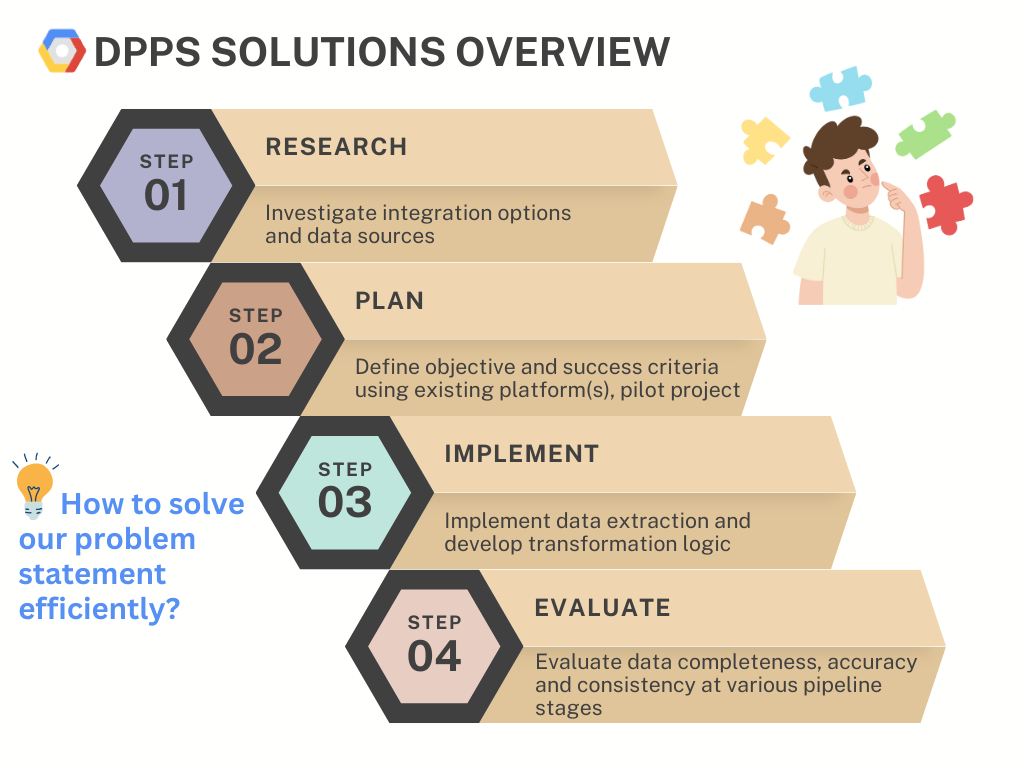 DPPS SOLUTIONS OVERVIEW
STEP
01
RESEARCH
Investigate integration options
and data sources
STEP
02
PLAN
Define objective and success criteria
using existing platform(s), pilot project
STEP
03
IMPLEMENT
Implement data extraction and
develop transformation logic
How to solve
our problem
statement
efficiently?
STEP
04
EVALUATE
Evaluate data completeness, accuracy
and consistency at various pipeline
stages